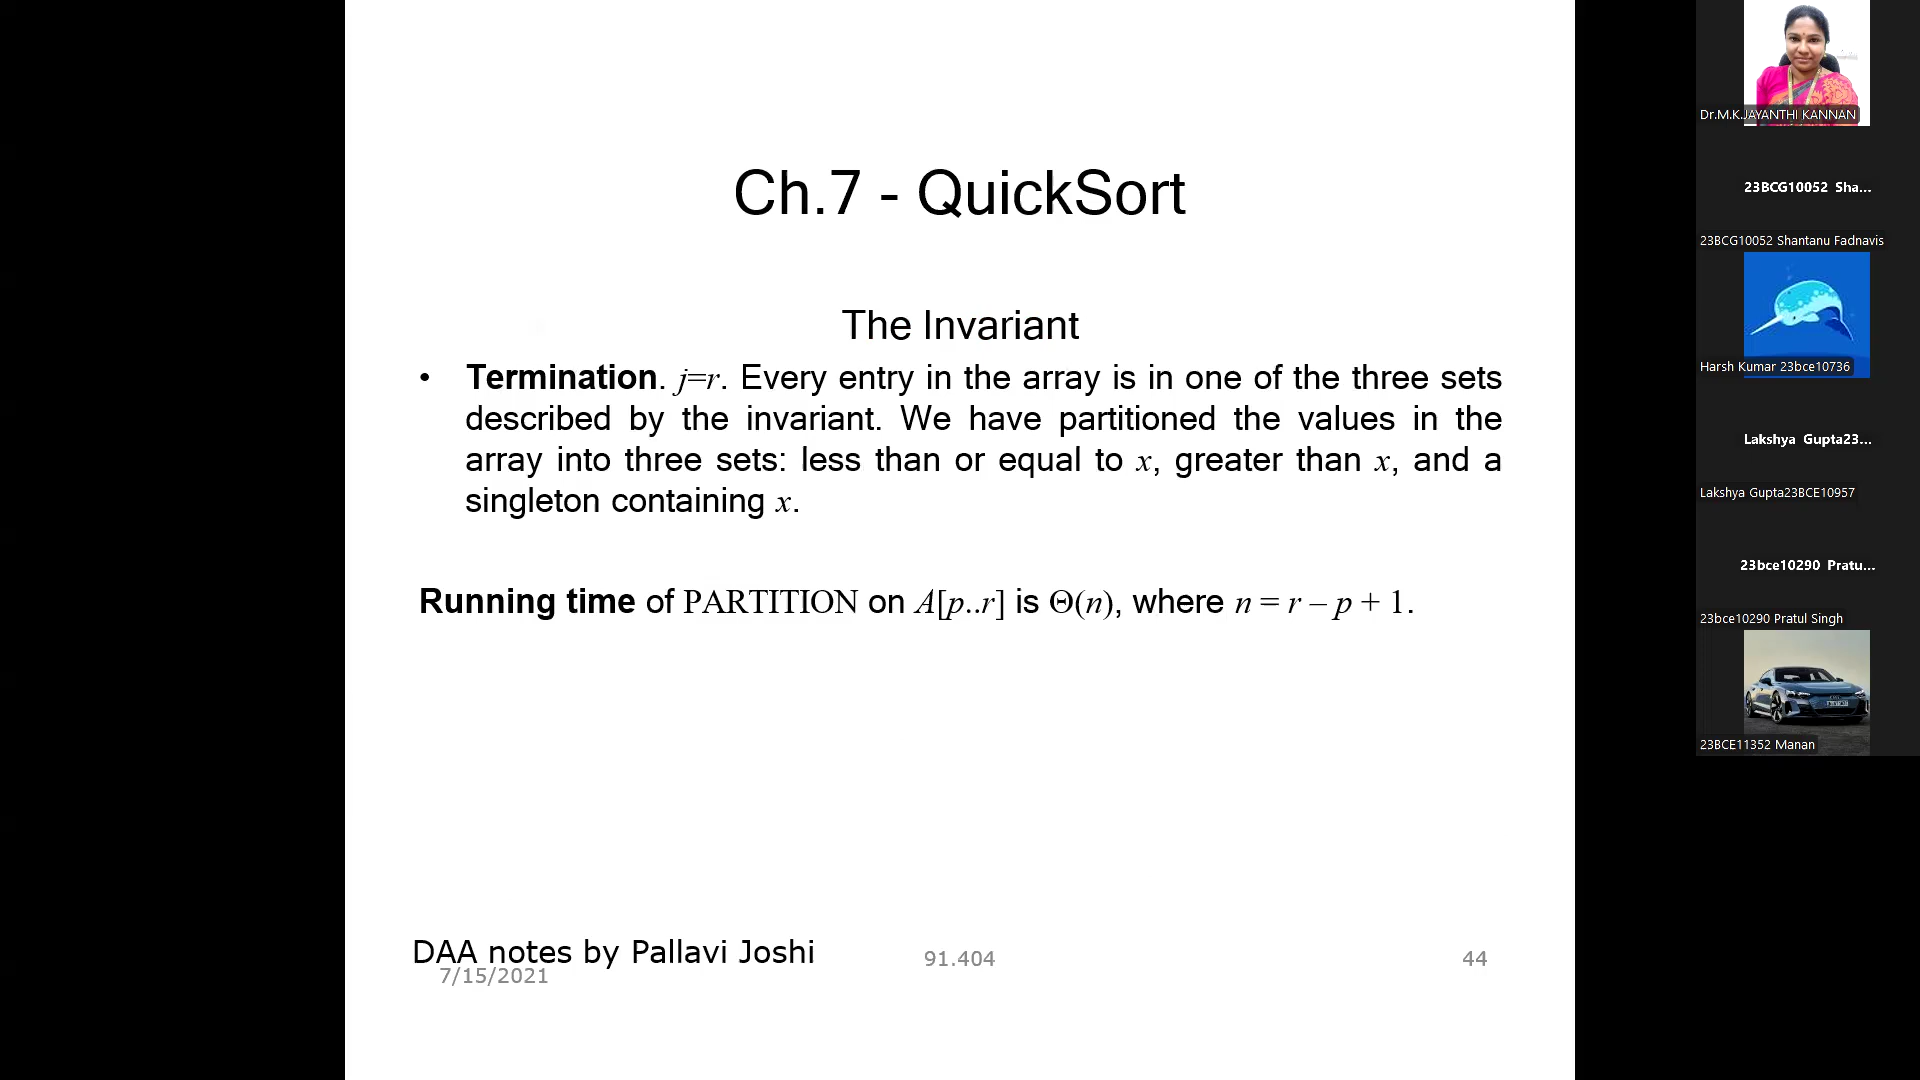 Ch.7 - QuickSort
The Invariant
• Termination. j=r. Every entry in the array is in one of the three sets
described by the invariant. We have partitioned the values in the
array into three sets: less than or equal to x, greater than x, and a
singleton containing x.
Running time of PARTITION on A[p..r] is Θ(n), where n = r – p + 1.
DAA notes by Pallavi Joshi
7/15/2021
91.404
44
Dr.M.K.JAYANTHI KANNAN
23BCG10052 Sha...
23BCG10052 Shantanu Fadnavis
Harsh Kumar 23bce10736
Lakshya Gupta23...
Lakshya Gupta23BCE10957
23bce10290 Pratu...
23bce10290 Pratul Singh
23BCE11352 Manan